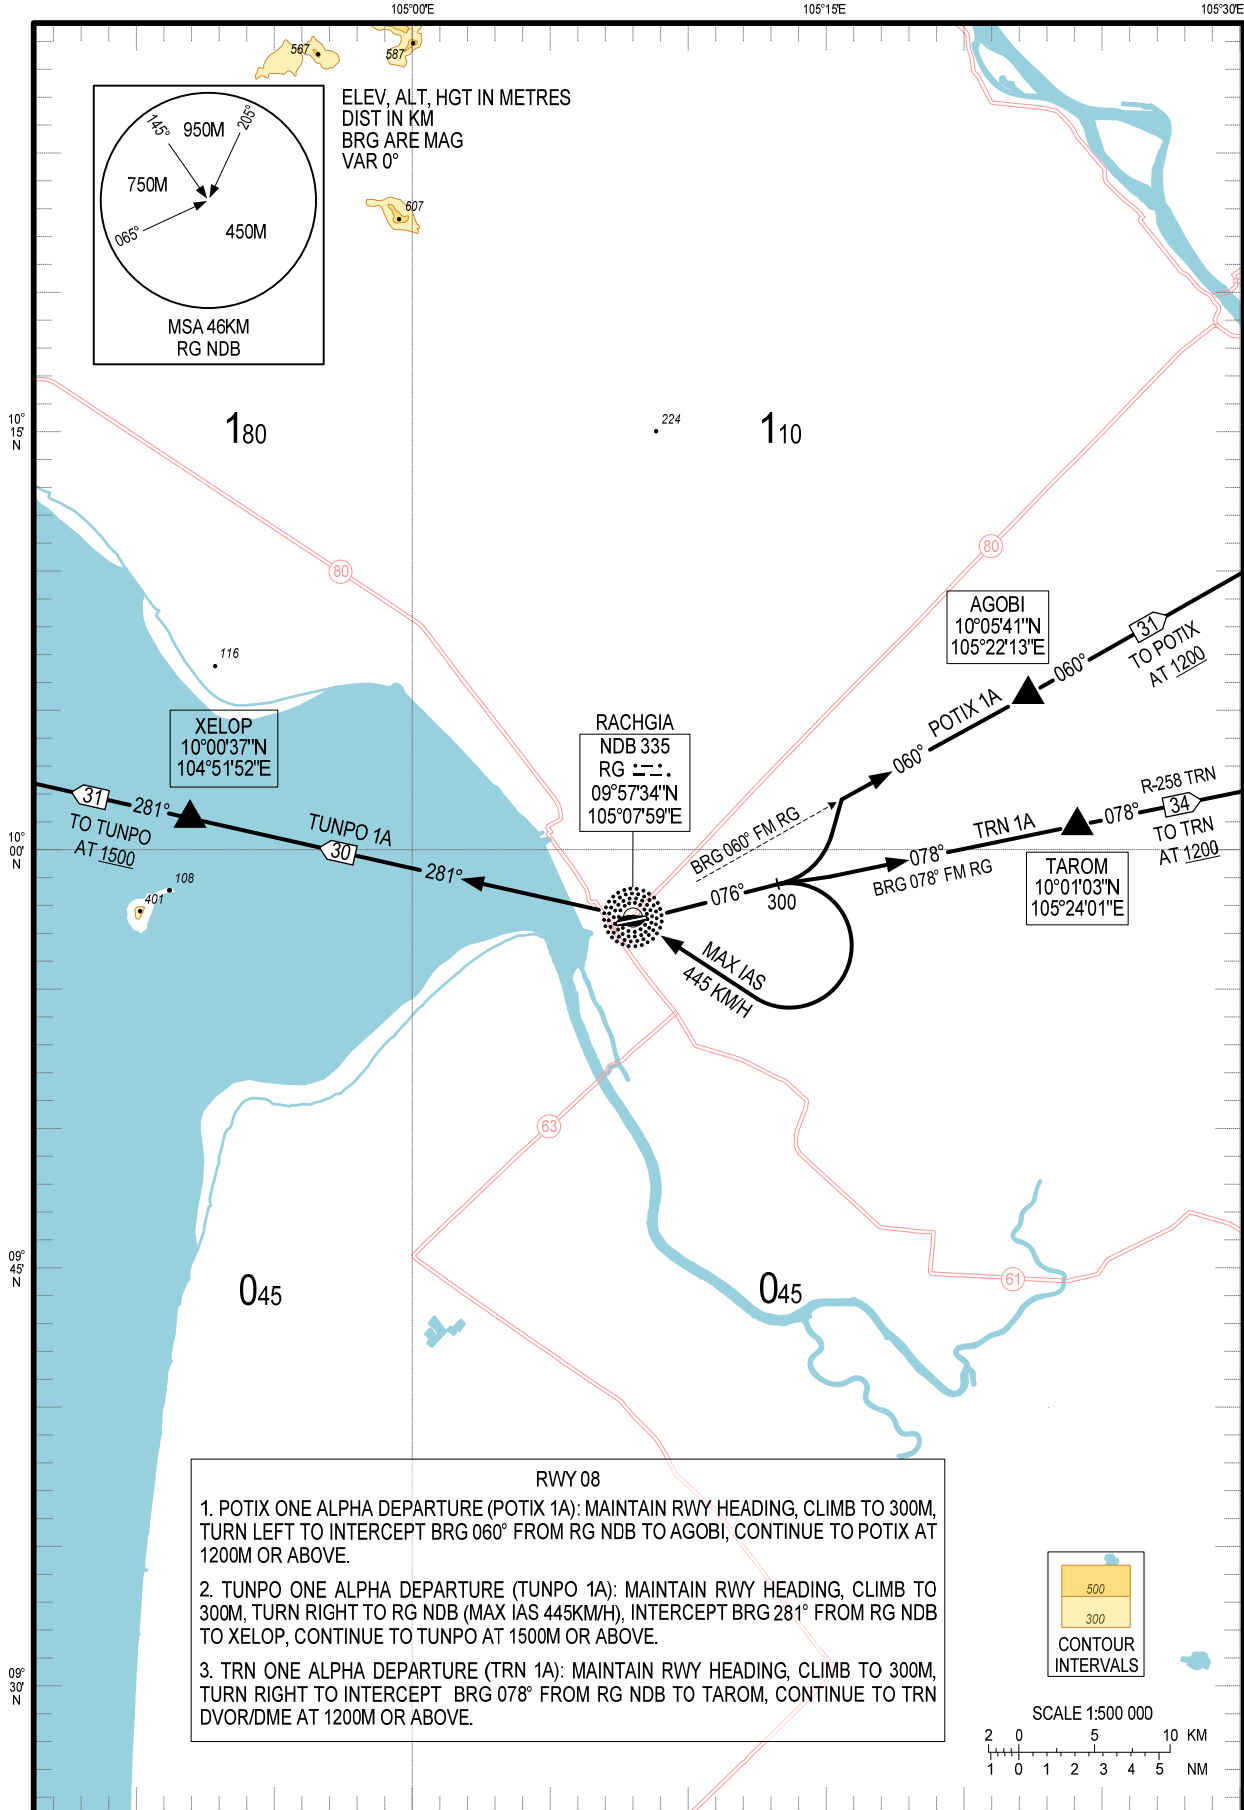 105°00'E
105°15'E
105°30'E
567
587
ELEV, ALT, HGT IN METRES
DIST IN KM
BRG ARE MAG
VAR 0°
145°
950M
205°
750M
065°
450M
MSA 46KM
RG NDB
607
10°
15'
N
180
224
110
80
80
116
AGOBI
10°05'41"N
105°22'13"E
31
TO POTIX
AT 1200
060°
POTIX 1A
060°
XELOP
10°00'37"N
104°51'52"E
RACHGIA
NDB 335
RG
09°57'34"N
105°07'59"E
R-258 TRN
34
078°
TO TRN
AT 1200
TRN 1A
31
281°
TO TUNPO
AT 1500
TUNPO 1A
30
281°
10°
00'
N
BRG 060° FM RG
078°
BRG 078° FM RG
TAROM
10°01'03"N
105°24'01"E
108
401
076°
300
MAX IAS
445 KM/H
63
09°
45'
N
045
045
61
RWY 08
1. POTIX ONE ALPHA DEPARTURE (POTIX 1A): MAINTAIN RWY HEADING, CLIMB TO 300M,
TURN LEFT TO INTERCEPT BRG 060° FROM RG NDB TO AGOBI, CONTINUE TO POTIX AT
1200M OR ABOVE.
2. TUNPO ONE ALPHA DEPARTURE (TUNPO 1A): MAINTAIN RWY HEADING, CLIMB TO
300M, TURN RIGHT TO RG NDB (MAX IAS 445KM/H), INTERCEPT BRG 281° FROM RG NDB
TO XELOP, CONTINUE TO TUNPO AT 1500M OR ABOVE.
3. TRN ONE ALPHA DEPARTURE (TRN 1A): MAINTAIN RWY HEADING, CLIMB TO 300M,
TURN RIGHT TO INTERCEPT BRG 078° FROM RG NDB TO TAROM, CONTINUE TO TRN
DVOR/DME AT 1200M OR ABOVE.
09°
30'
N
500
300
CONTOUR
INTERVALS
SCALE 1:500 000
2 0 5 10 KM
1 0 1 2 3 4 5 NM